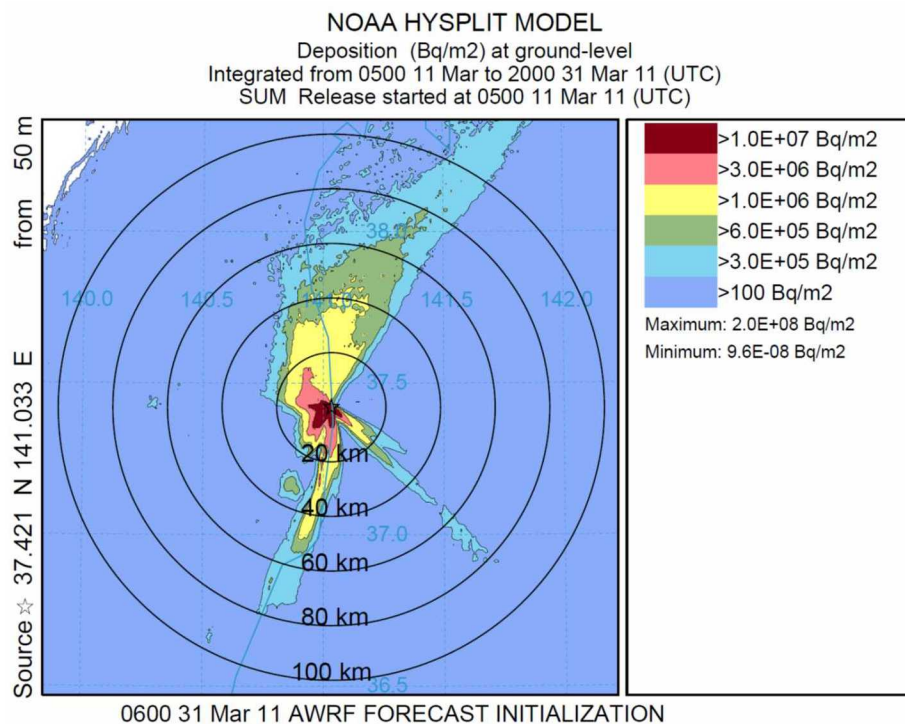 NOAA HYSPLIT MODEL
Deposition (Bq/m2) at ground-level
Integrated from 0500 11 Mar to 2000 31 Mar 11 (UTC)
SUM Release started at 0500 11 Mar 11 (UTC)
Source ☆ 37.421 N 141.033 E from 50 m
38.0
140.0 140.5 141.0 141.5 142.0
37.5
20 km
40 km
37.0
60 km
80 km
100 km
36.5
>1.0E+07 Bq/m2
>3.0E+06 Bq/m2
>1.0E+06 Bq/m2
>6.0E+05 Bq/m2
>3.0E+05 Bq/m2
>100 Bq/m2
Maximum: 2.0E+08 Bq/m2
Minimum: 9.6E-08 Bq/m2
0600 31 Mar 11 AWRF FORECAST INITIALIZATION